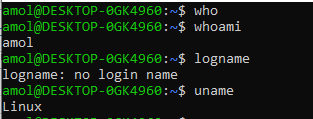 amol@DESKTOP-0GK4960:~$ who
amol@DESKTOP-0GK4960:~$ whoami
amol
amol@DESKTOP-0GK4960:~$ logname
logname: no login name
amol@DESKTOP-0GK4960:~$ uname
Linux